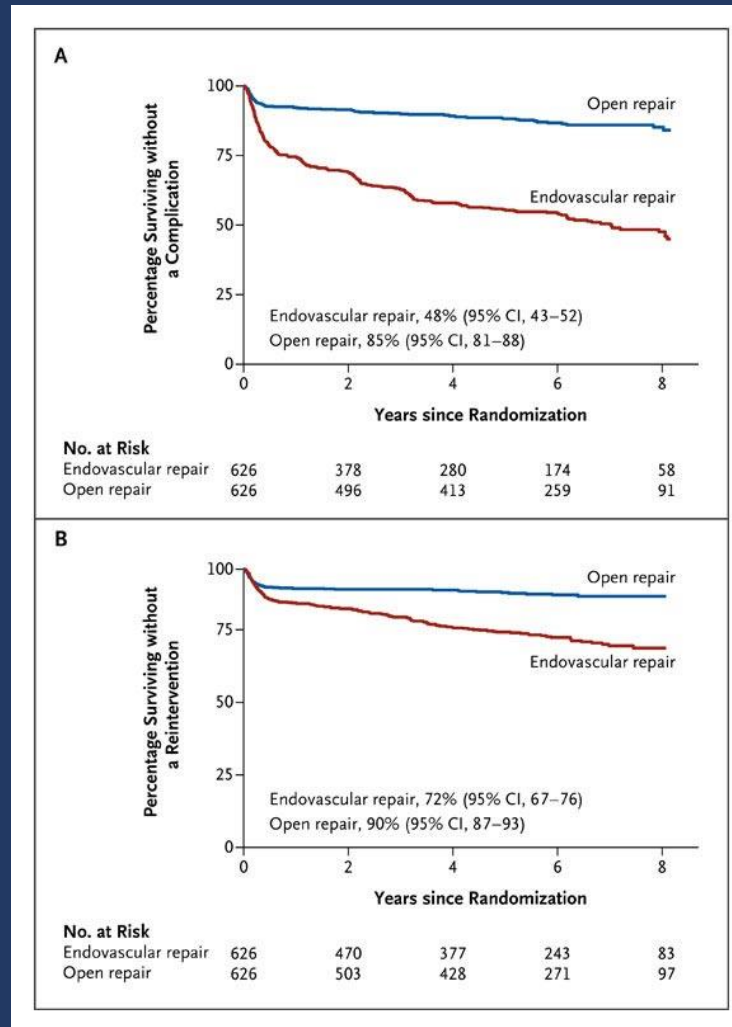 A
Percentage Surviving without
a Complication
100
75
50
25
0
Open repair
Endovascular repair
Endovascular repair, 48% (95% CI, 43–52)
Open repair, 85% (95% CI, 81–88)
0 2 4 6 8
Years since Randomization
No. at Risk
Endovascular repair 626 378 280 174 58
Open repair 626 496 413 259 91
B
Percentage Surviving without
a Reintervention
100
75
50
25
0
Open repair
Endovascular repair
Endovascular repair, 72% (95% CI, 67–76)
Open repair, 90% (95% CI, 87–93)
0 2 4 6 8
Years since Randomization
No. at Risk
Endovascular repair 626 470 377 243 83
Open repair 626 503 428 271 97